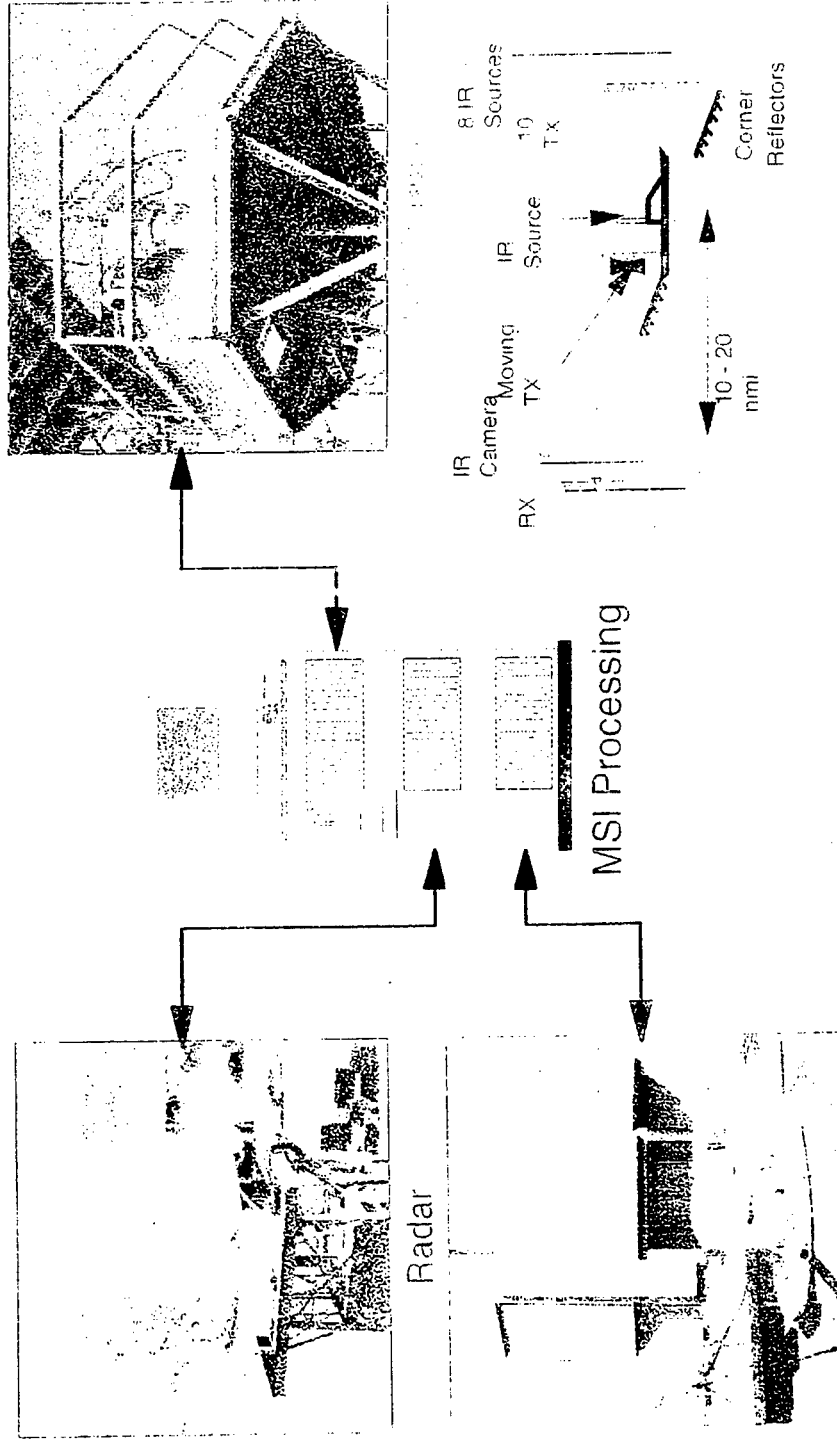 Radar
MSI Processing
IR
Camera
RX
Moving
TX
IR
Source
8 IR
Sources
10
TX
10 - 20
nmi
Corner
Reflectors